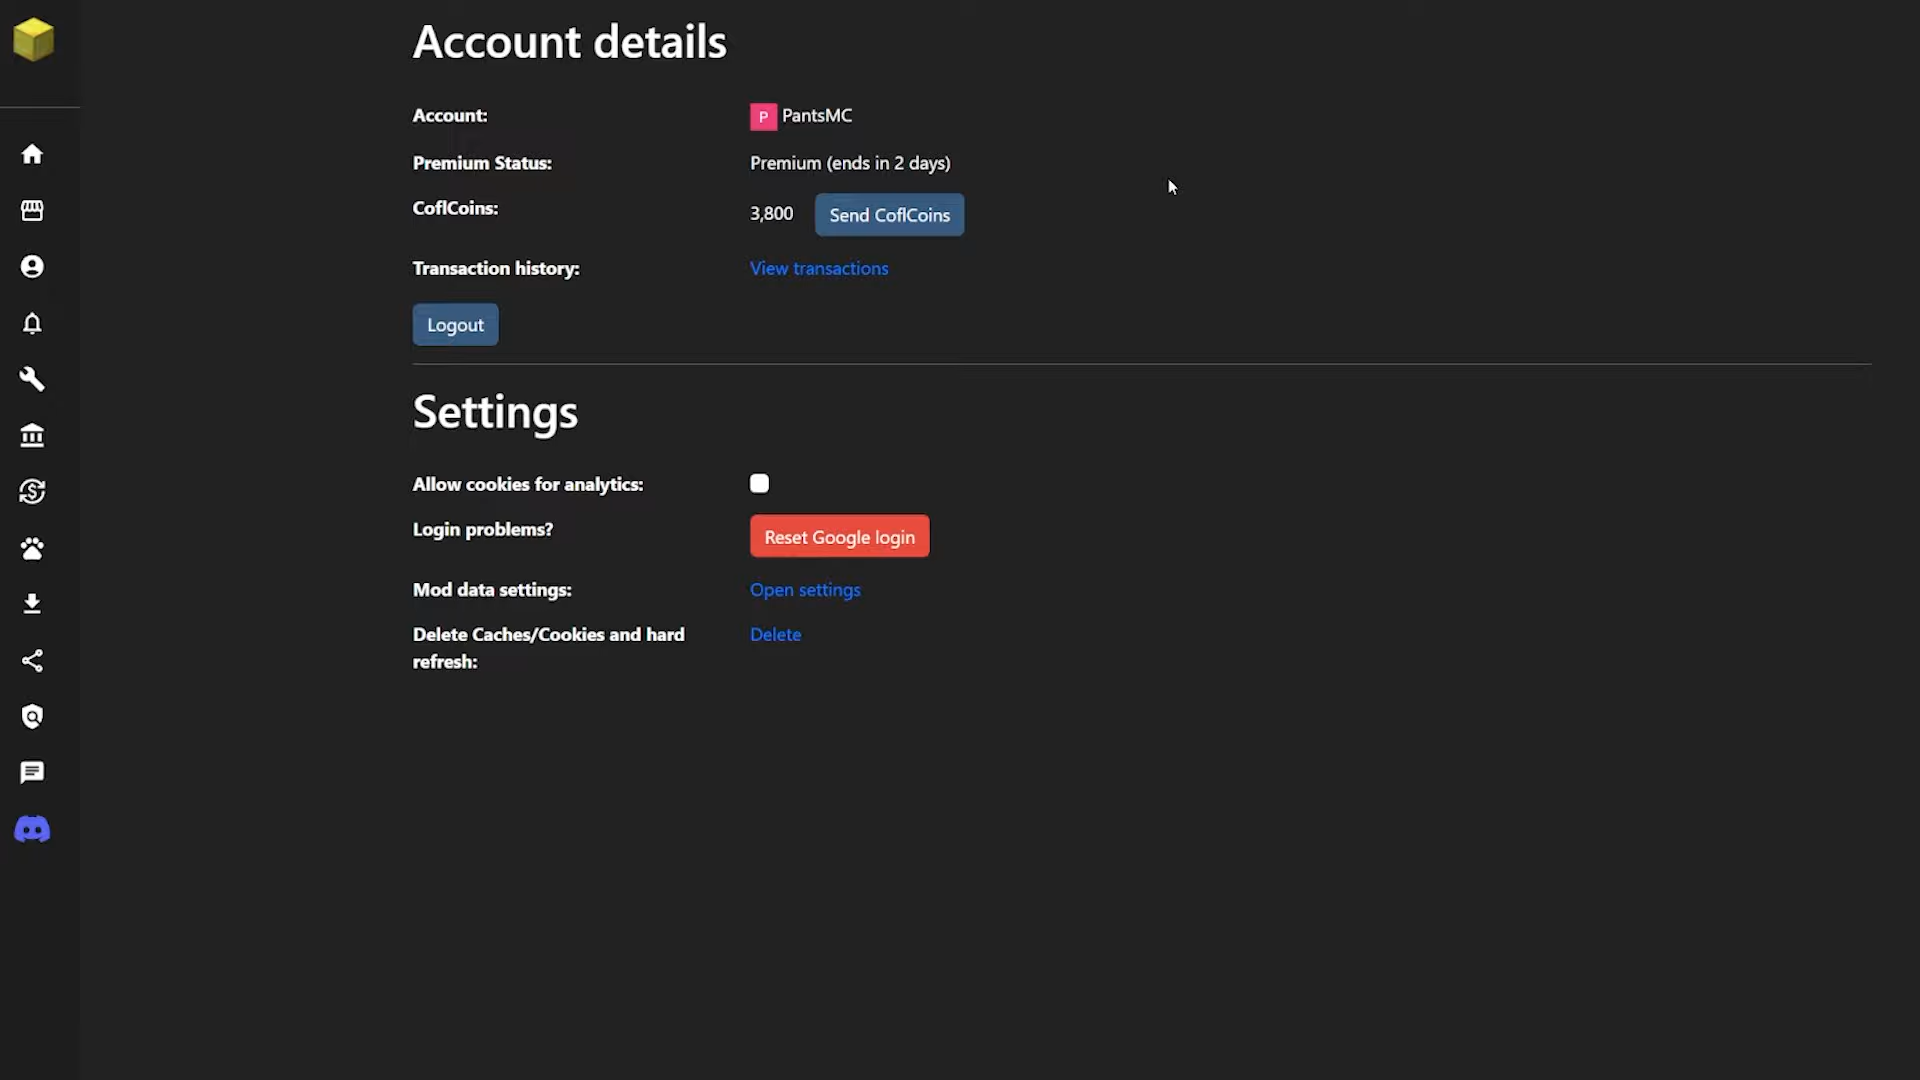 Account details
Account: P PantsMC
Premium Status: Premium (ends in 2 days)
CoflCoins: 3,800 Send CoflCoins
Transaction history: View transactions
Logout
Settings
Allow cookies for analytics:
Login problems? Reset Google login
Mod data settings: Open settings
Delete Caches/Cookies and hard Delete
refresh: